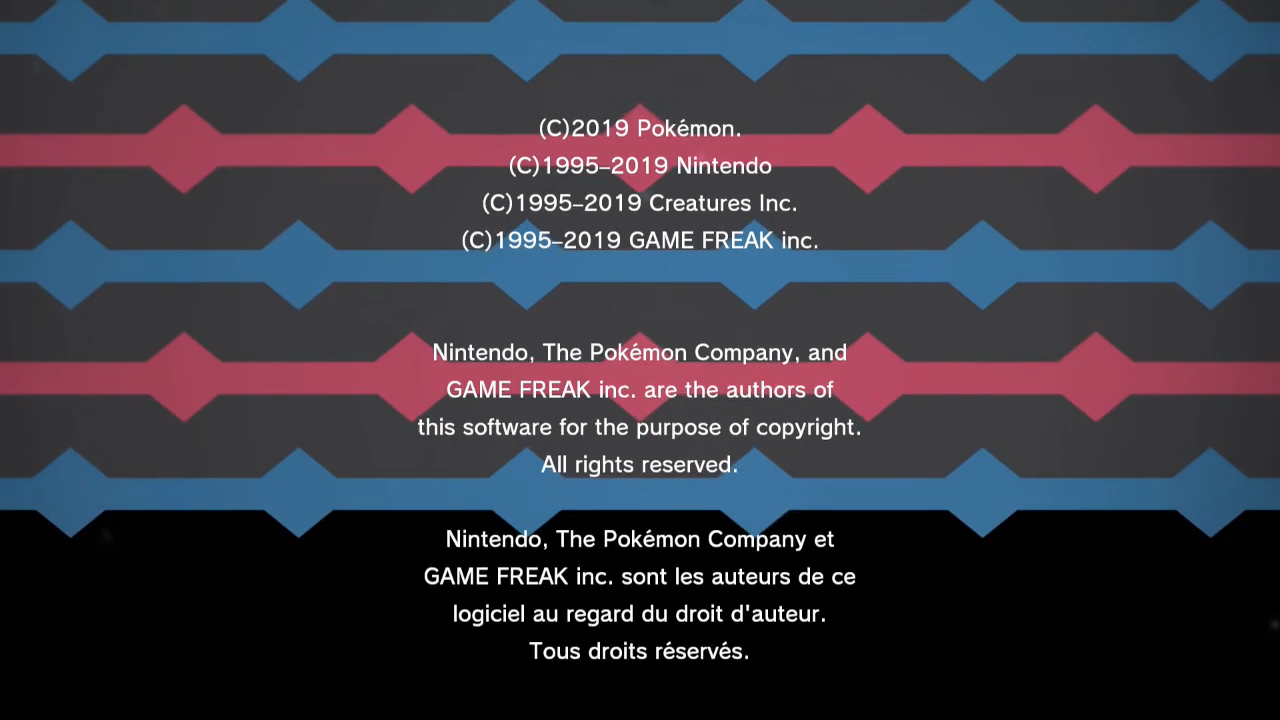 (C)2019 Pokémon.
(C)1995–2019 Nintendo
(C)1995–2019 Creatures Inc.
(C)1995–2019 GAME FREAK inc.
Nintendo, The Pokémon Company, and
GAME FREAK inc. are the authors of
this software for the purpose of copyright.
All rights reserved.
Nintendo, The Pokémon Company et
GAME FREAK inc. sont les auteurs de ce
logiciel au regard du droit d'auteur.
Tous droits réservés.